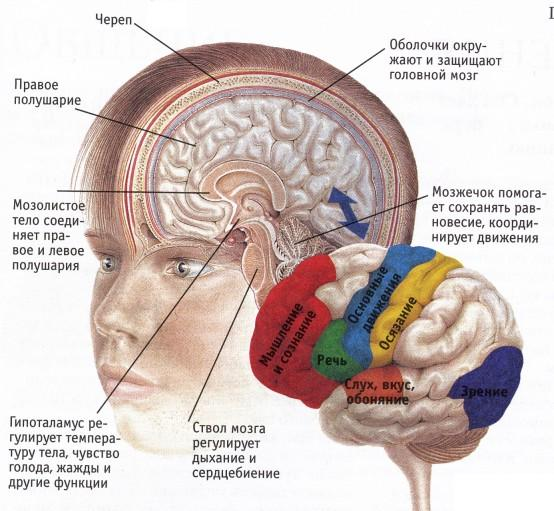 Череп
Оболочки окру-
жают и защищают
головной мозг
Правое
полушарие
Мозолистое
тело соеди-
няет пра-
вое и левое
полушария
Мозжечок помога-
ет сохранять рав-
новесие, коорди-
нирует движения
Мышление
и сознание
Речь
Основные
движения
Осязание
Слух, вкус,
обоняние
Зрение
Гипоталамус ре-
гулирует темпера-
туру тела, чувство
голода, жажды и
другие функции
Ствол мозга
регулирует
дыхание и
сердцебиение